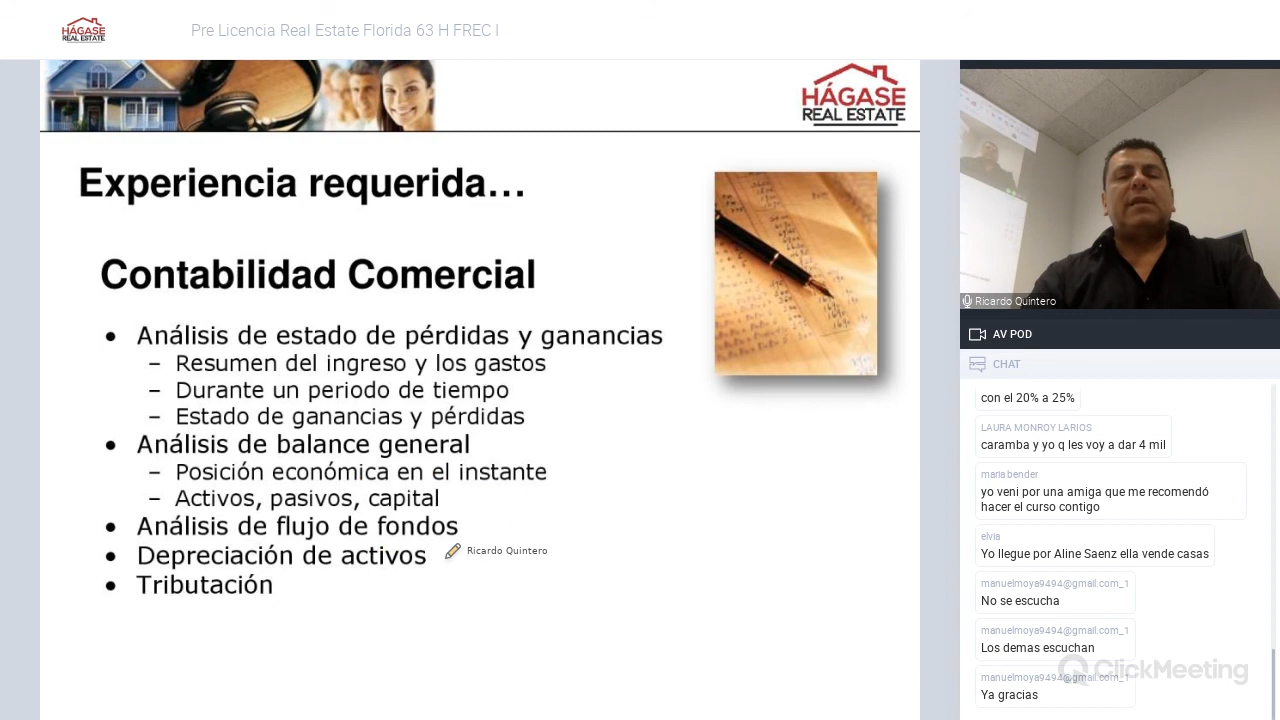 HÁGASE
REAL ESTATE
Pre Licencia Real Estate Florida 63 H FREC I
HÁGASE
REAL ESTATE
Experiencia requerida…
Contabilidad Comercial
• Análisis de estado de pérdidas y ganancias
– Resumen del ingreso y los gastos
– Durante un periodo de tiempo
– Estado de ganancias y pérdidas
• Análisis de balance general
– Posición económica en el instante
– Activos, pasivos, capital
• Análisis de flujo de fondos
• Depreciación de activos
Ricardo Quintero
• Tributación
Ricardo Quintero
AV POD
CHAT
con el 20% a 25%
LAURA MONROY LARIOS
caramba y yo q les voy a dar 4 mil
maria bender
yo veni por una amiga que me recomendó
hacer el curso contigo
elvia
Yo llegue por Aline Saenz ella vende casas
manuelmoya9494@gmail.com_1
No se escucha
manuelmoya9494@gmail.com_1
Los demas escuchan
manuelmoya9494@gmail.com_1
Ya gracias
ClickMeeting